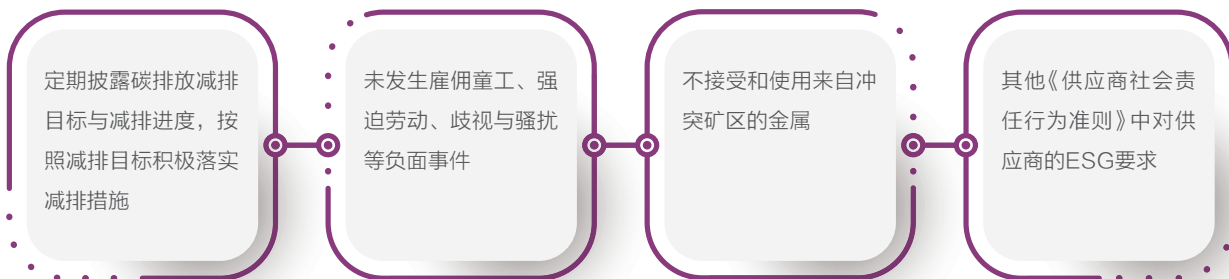 定期披露碳排放减排
目标与减排进度，按
照减排目标积极落实
减排措施
未发生雇佣童工、强
迫劳动、歧视与骚扰
等负面事件
不接受和使用来自冲
突矿区的金属
其他《供应商社会责
任行为准则》中对供
应商的ESG要求